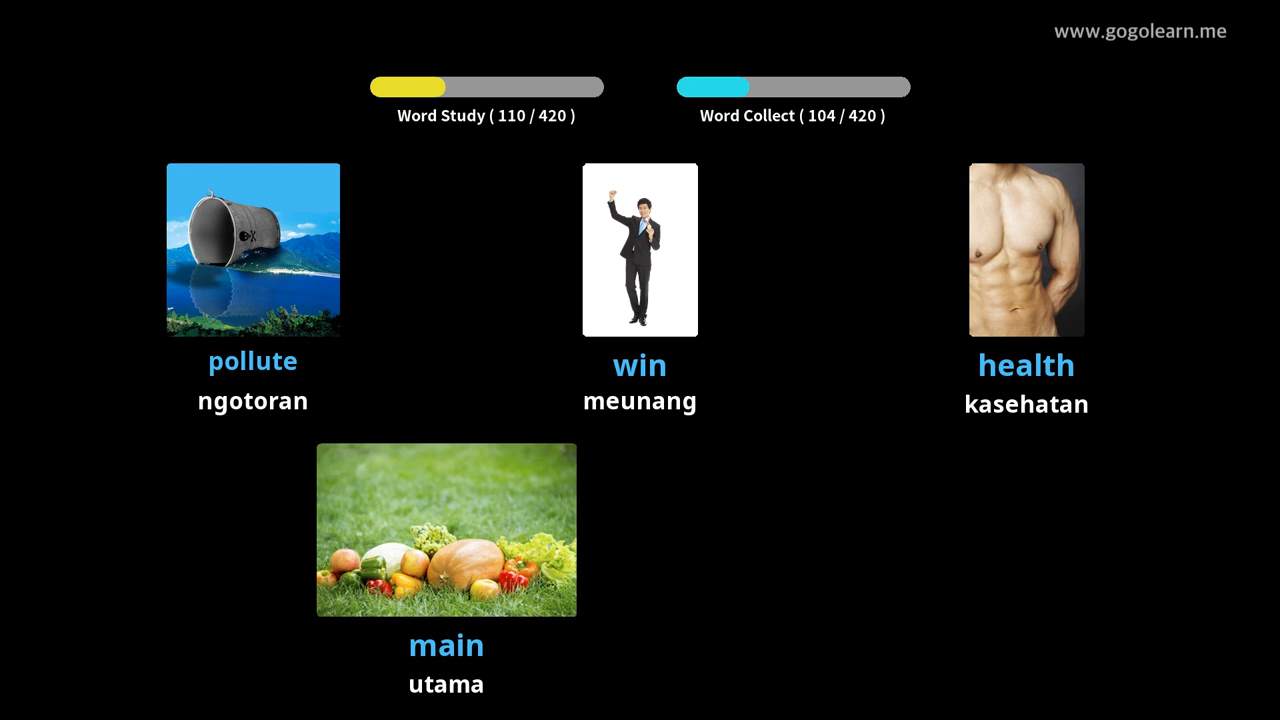 www.gogolearn.me
Word Study ( 110 / 420 )
Word Collect ( 104 / 420 )
pollute
ngotoran
win
meunang
health
kasehatan
main
utama